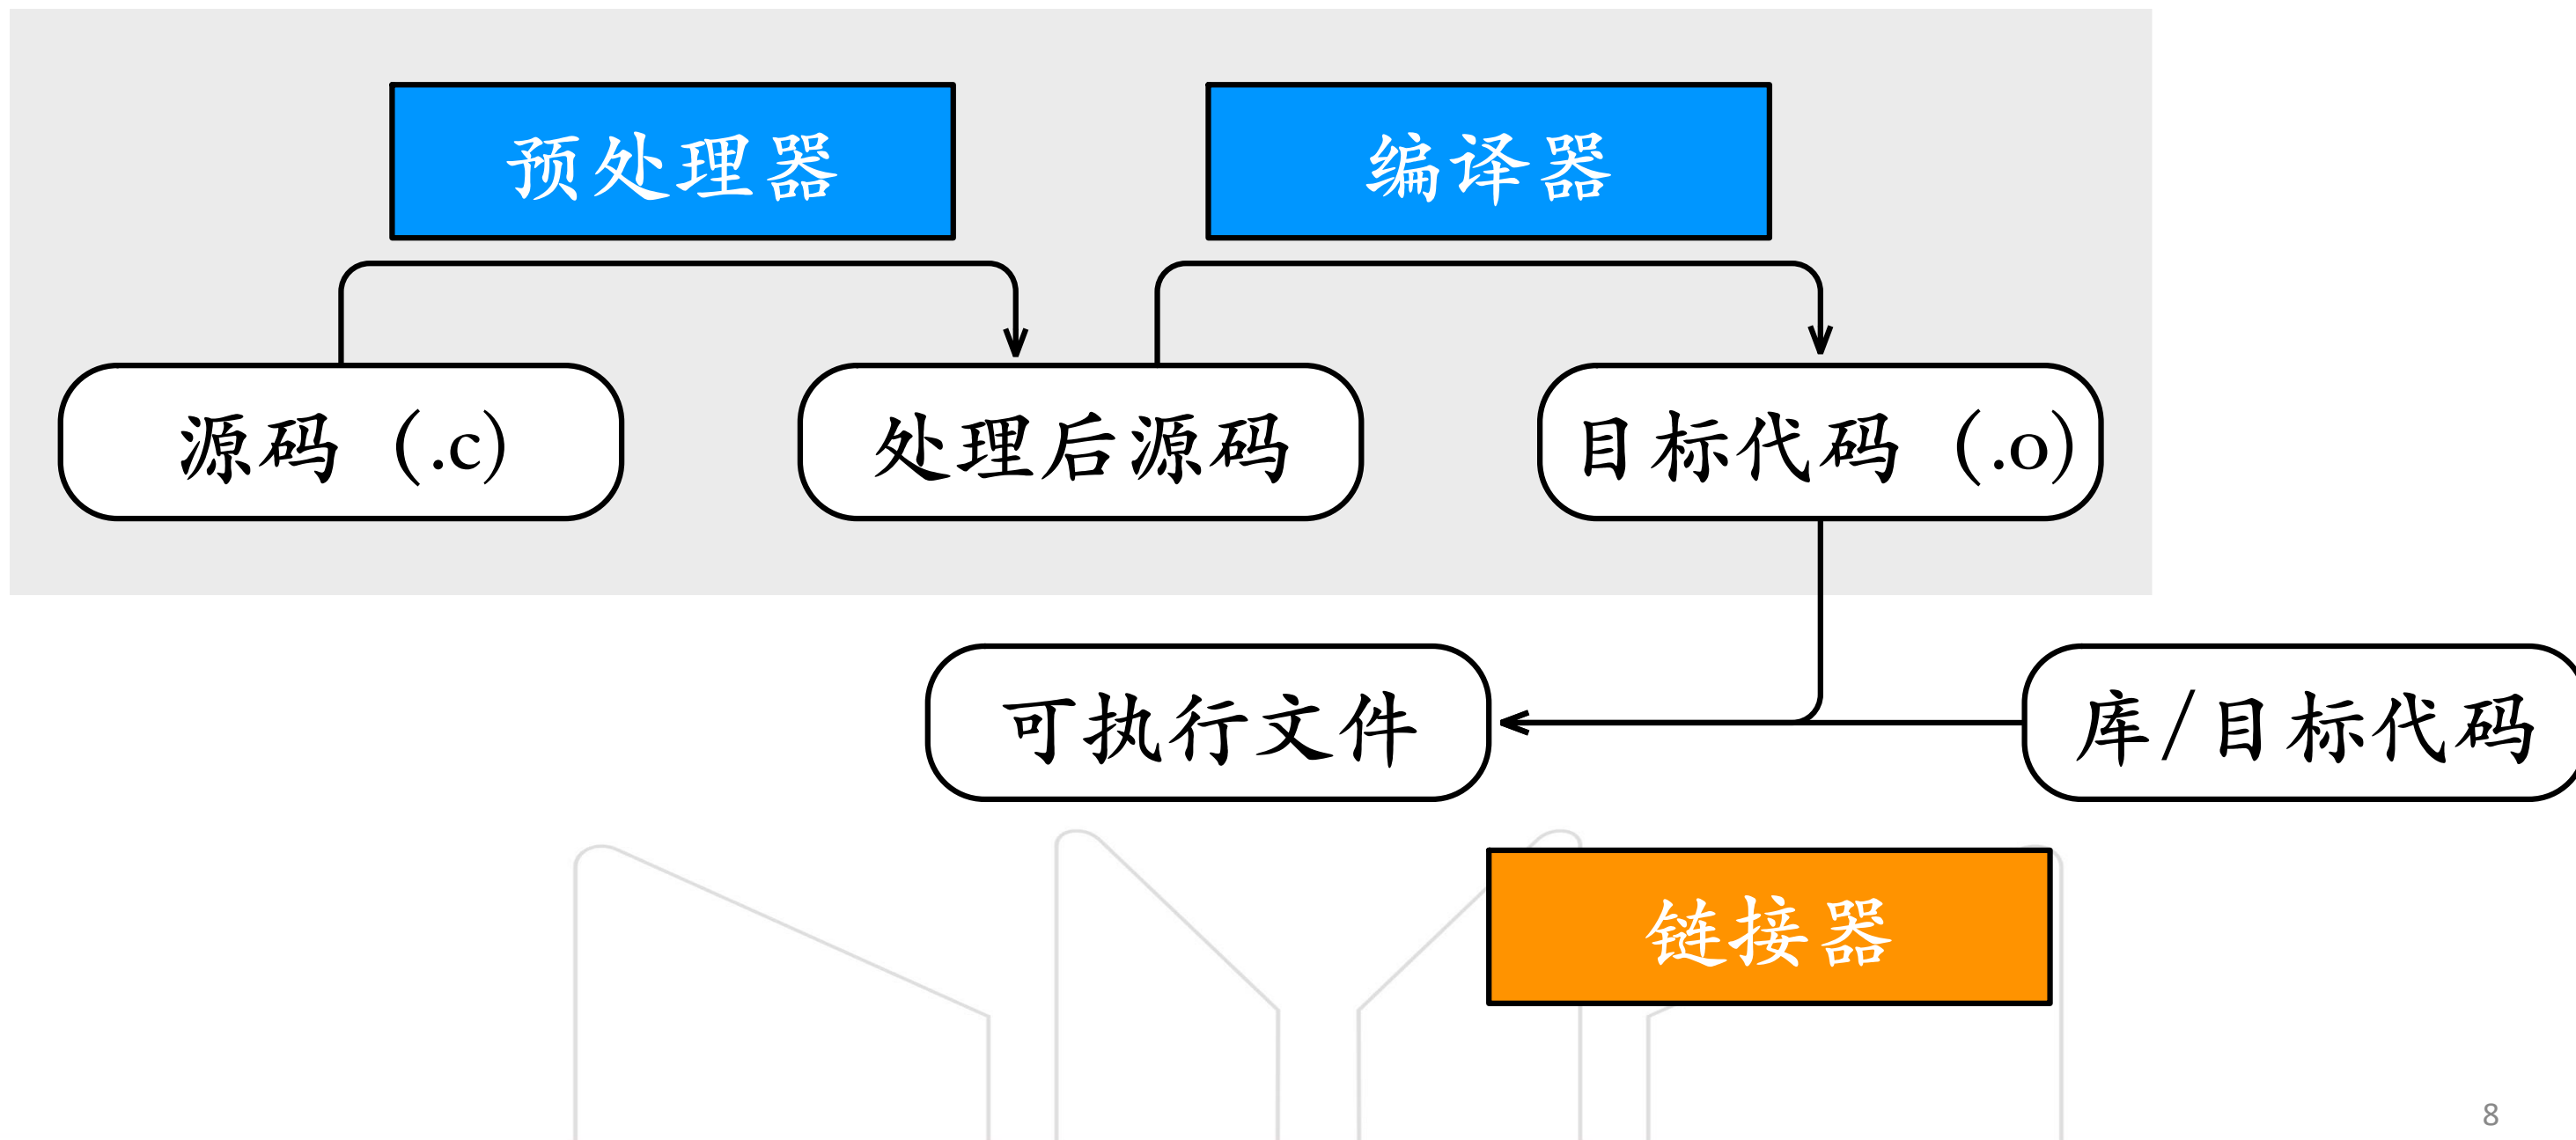 预处理器
编译器
源码（.c）
处理后源码
目标代码（.o）
可执行文件
库/目标代码
链接器
8